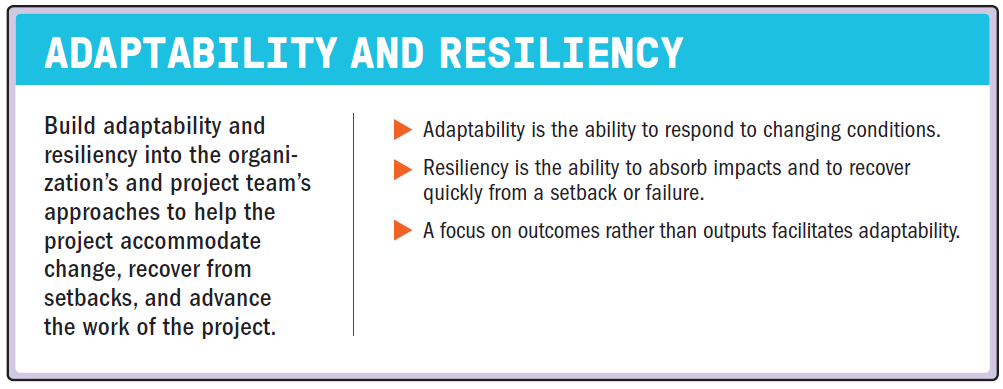 ADAPTABILITY AND RESILIENCY
Build adaptability and
resiliency into the organi-
zation's and project team's
approaches to help the
project accommodate
change, recover from
setbacks, and advance
the work of the project.
Adaptability is the ability to respond to changing conditions.
Resiliency is the ability to absorb impacts and to recover
quickly from a setback or failure.
A focus on outcomes rather than outputs facilitates adaptability.